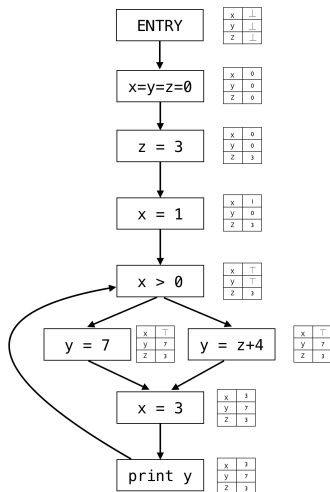 ENTRY
x ⊥
y ⊥
z ⊥
x=y=z=0
x 0
y 0
z 0
z = 3
x 0
y 0
z 3
x = 1
x 1
y 0
z 3
x > 0
x ⊤
y ⊤
z 3
y = 7
x ⊤
y 7
z 3
y = z+4
x ⊤
y 7
z 3
x = 3
x 3
y 7
z 3
print y
x 3
y 7
z 3